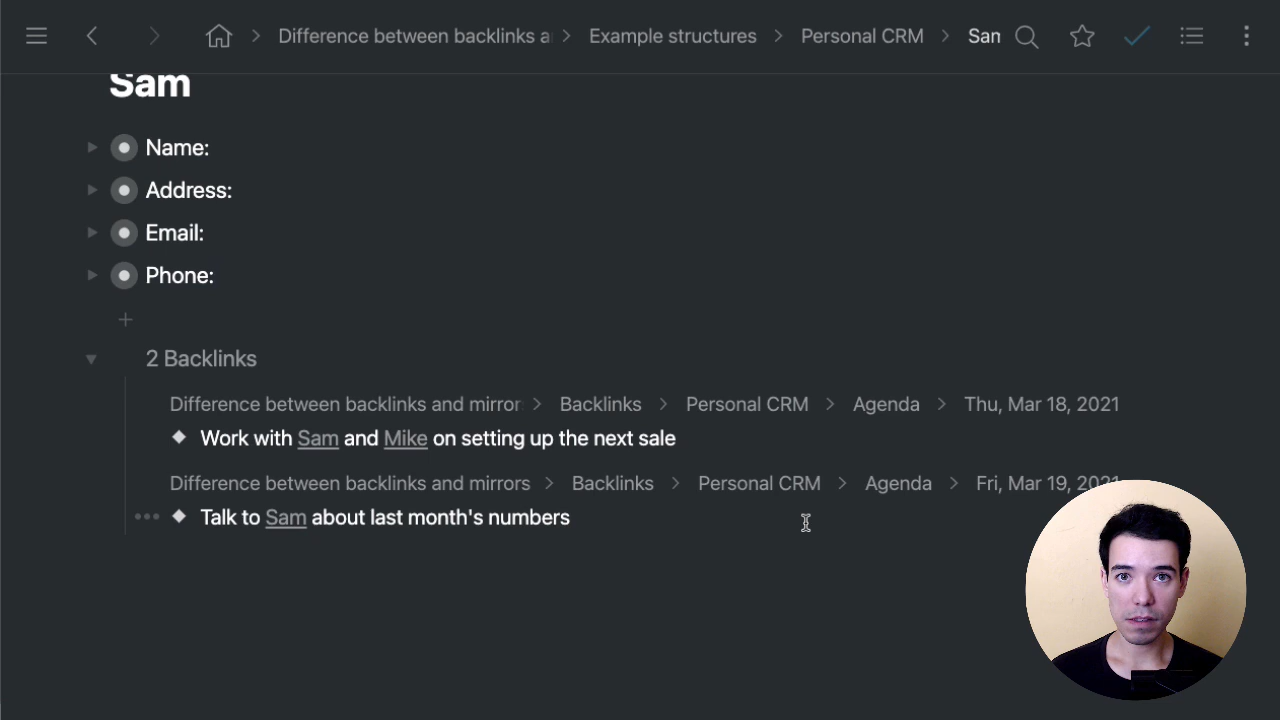 Difference between backlinks a > Example structures > Personal CRM > Sam
Sam
Name:
Address:
Email:
Phone:
2 Backlinks
Difference between backlinks and mirror > Backlinks > Personal CRM > Agenda > Thu, Mar 18, 2021
Work with Sam and Mike on setting up the next sale
Difference between backlinks and mirrors > Backlinks > Personal CRM > Agenda > Fri, Mar 19, 2021
Talk to Sam about last month's numbers